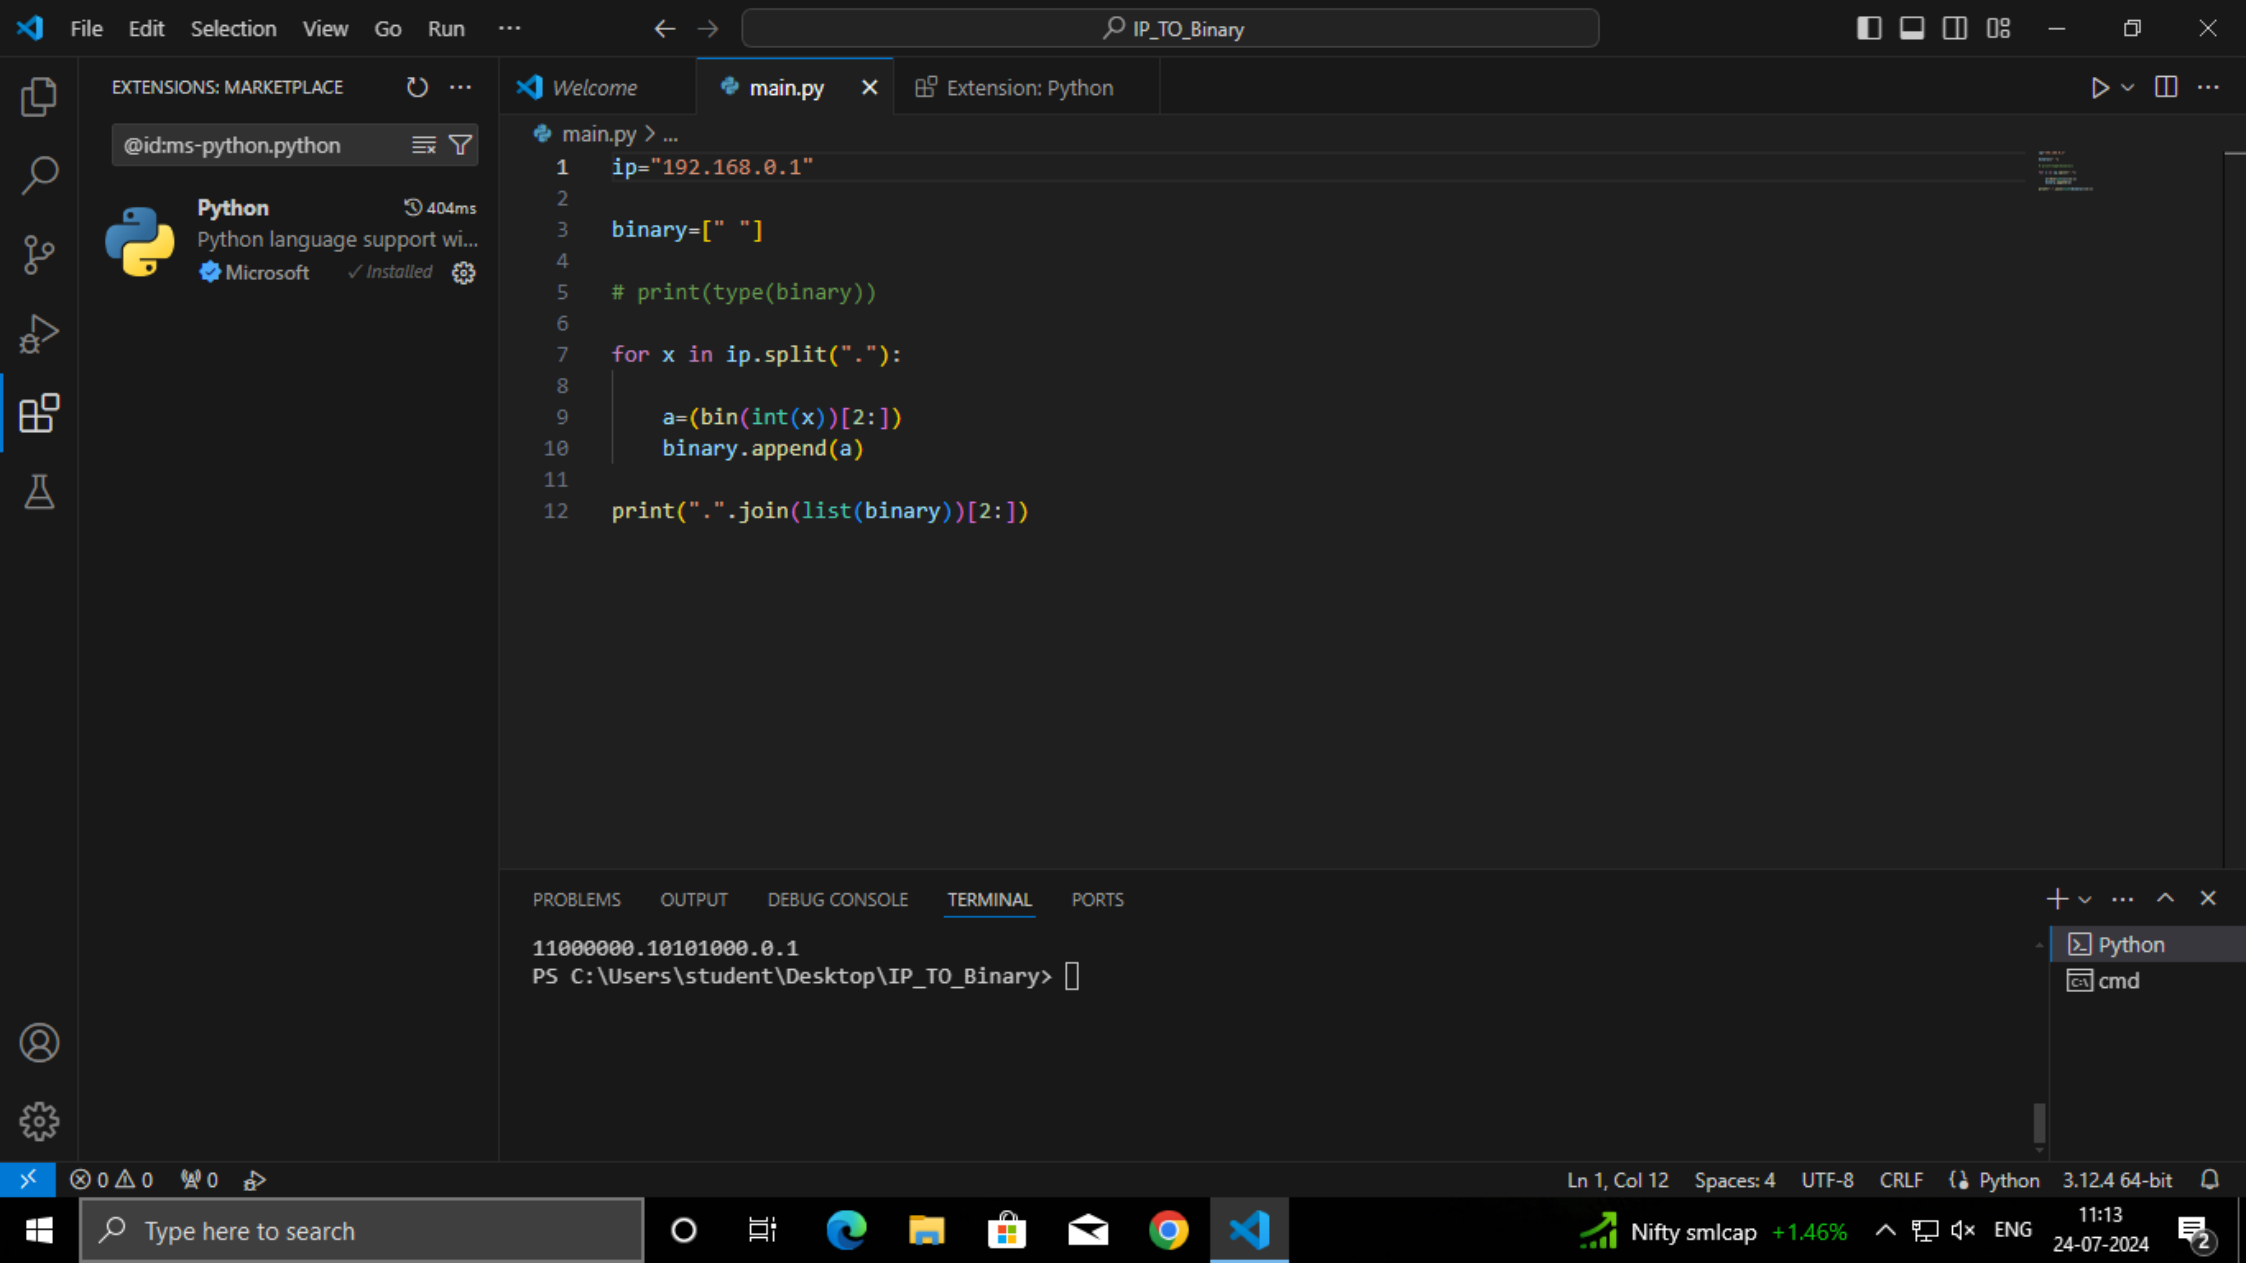 File Edit Selection View Go Run ···
IP_TO_Binary
EXTENSIONS: MARKETPLACE
@id:ms-python.python
Python 404ms
Python language support wi...
Microsoft ✓ Installed
Welcome main.py Extension: Python
main.py > ...
1 ip="192.168.0.1"
2
3 binary=[" "]
4
5 # print(type(binary))
6
7 for x in ip.split("."):
8
9 a=(bin(int(x))[2:])
10 binary.append(a)
11
12 print(".".join(list(binary))[2:])
PROBLEMS OUTPUT DEBUG CONSOLE TERMINAL PORTS
11000000.10101000.0.1
PS C:\Users\student\Desktop\IP_TO_Binary>
Python
cmd
0 0 0
Ln 1, Col 12 Spaces: 4 UTF-8 CRLF Python 3.12.4 64-bit
Type here to search
Nifty smlcap +1.46%
ENG
11:13
24-07-2024
2